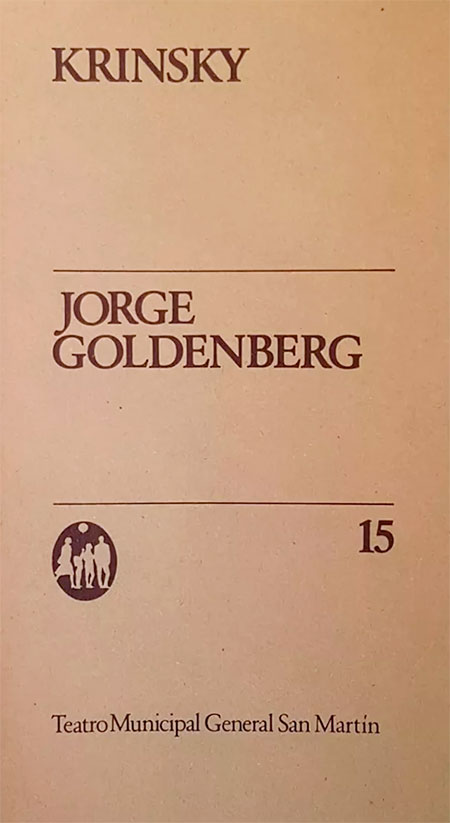 KRINSKY
JORGE
GOLDENBERG
15
Teatro Municipal General San Martín